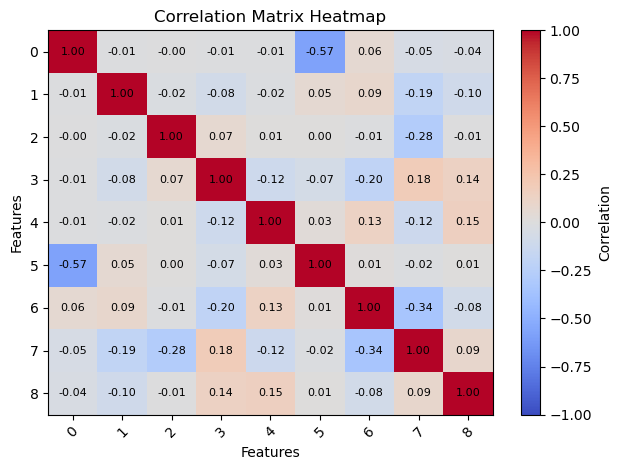 Correlation Matrix Heatmap
0 1.00 -0.01 -0.00 -0.01 -0.01 -0.57 0.06 -0.05 -0.04
1 -0.01 1.00 -0.02 -0.08 -0.02 0.05 0.09 -0.19 -0.10
2 -0.00 -0.02 1.00 0.07 0.01 0.00 -0.01 -0.28 -0.01
3 -0.01 -0.08 0.07 1.00 -0.12 -0.07 -0.20 0.18 0.14
4 -0.01 -0.02 0.01 -0.12 1.00 0.03 0.13 -0.12 0.15
5 -0.57 0.05 0.00 -0.07 0.03 1.00 0.01 -0.02 0.01
6 0.06 0.09 -0.01 -0.20 0.13 0.01 1.00 -0.34 -0.08
7 -0.05 -0.19 -0.28 0.18 -0.12 -0.02 -0.34 1.00 0.09
8 -0.04 -0.10 -0.01 0.14 0.15 0.01 -0.08 0.09 1.00
0 1 2 3 4 5 6 7 8
Features
Features
1.00
0.75
0.50
0.25
0.00
−0.25
−0.50
−0.75
−1.00
Correlation